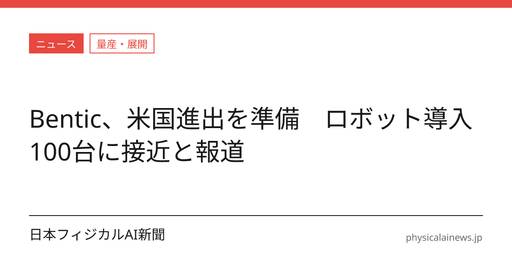 ニュース 量産・展開
Bentic、米国進出を準備　ロボット導入
100台に接近と報道
日本フィジカルAI新聞
physicalainews.jp